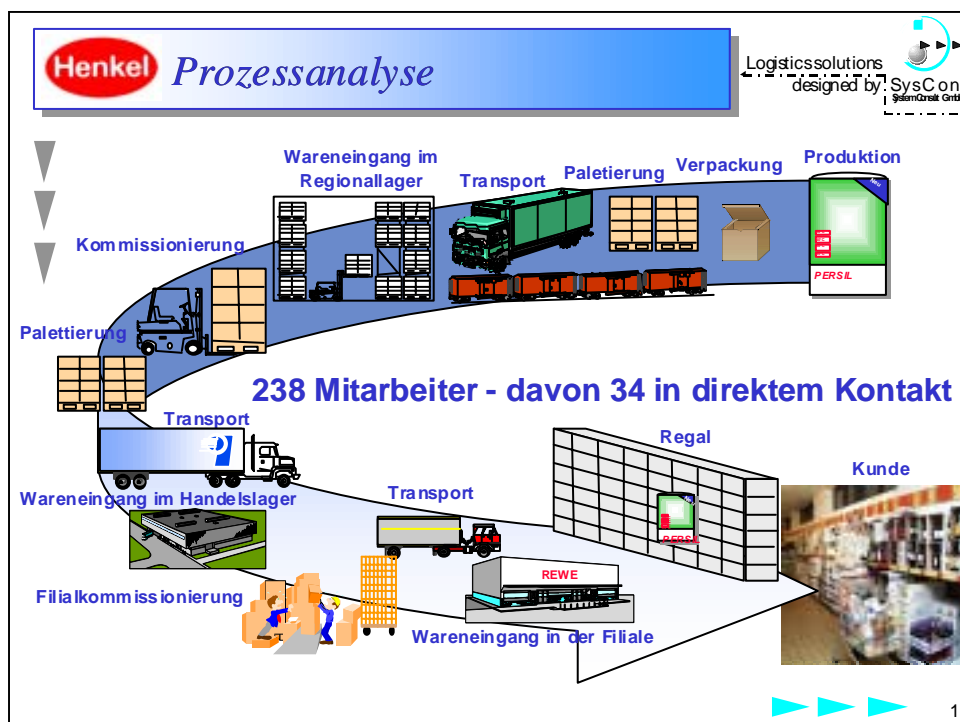 Henkel
Prozessanalyse
Logisticssolutions
designed by SysCon
Wareneingang im
Regionallager
Transport
Paletierung
Verpackung
Produktion
Kommissionierung
Neu
PERSIL
Palettierung
238 Mitarbeiter - davon 34 in direktem Kontakt
Transport
Regal
Kunde
Wareneingang im Handelslager
Transport
PERSIL
REWE
Filialkommissionierung
Wareneingang in der Filiale
1